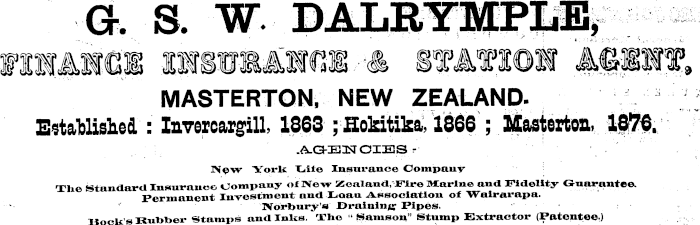 G. S. W. DALRYMPLE,
FINANCE INSURANCE & STATION AGENT,
MASTERTON, NEW ZEALAND.
Established : Invercargill, 1863 ; Hokitika, 1866 ; Masterton, 1876.
AGENCIES :
New York Life Insurance Company
The Standard Insurance Company of New Zealand, Fire Marine and Fidelity Guarantee.
Permanent Investment and Loan Association of Wairarapa.
Norbury's Draining Pipes.
Bock's Rubber Stamps and Inks. The "Samson" Stump Extractor (Patentee.)